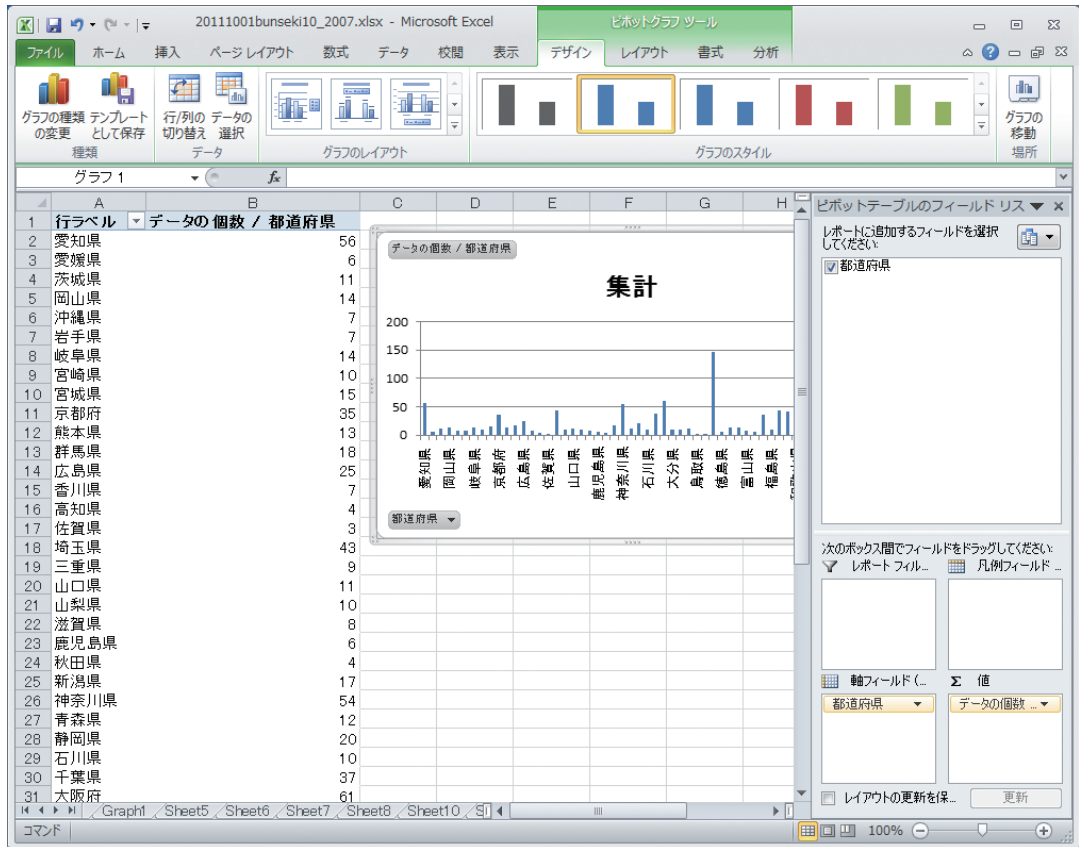 20111001bunseki10_2007.xlsx - Microsoft Excel
ピボットグラフ ツール
ファイル ホーム 挿入 ページ レイアウト 数式 データ 校閲 表示 デザイン レイアウト 書式 分析
グラフの種類の変更
テンプレートとして保存
行/列の切り替え
データの選択
グラフの移動
種類 データ グラフのレイアウト グラフのスタイル 場所
グラフ 1
fx
A B C D E F G H
1 行ラベル データの個数 / 都道府県
2 愛知県 56
3 愛媛県 6
4 茨城県 11
5 岡山県 14
6 沖縄県 7
7 岩手県 7
8 岐阜県 14
9 宮崎県 10
10 宮城県 15
11 京都府 35
12 熊本県 13
13 群馬県 18
14 広島県 25
15 香川県 7
16 高知県 4
17 佐賀県 3
18 埼玉県 43
19 三重県 9
20 山口県 11
21 山梨県 10
22 滋賀県 8
23 鹿児島県 6
24 秋田県 4
25 新潟県 17
26 神奈川県 54
27 青森県 12
28 静岡県 20
29 石川県 10
30 千葉県 37
31 大阪府 61
データの個数 / 都道府県
集計
200
150
100
50
0
愛知県
岡山県
岐阜県
京都府
広島県
佐賀県
山口県
鹿児島県
神奈川県
石川県
大分県
鳥取県
徳島県
富山県
福島県
都道府県
ピボットテーブルのフィールド リスト
レポートに追加するフィールドを選択
してください:
都道府県
次のボックス間でフィールドをドラッグしてください:
レポート フィル... 凡例フィールド ...
軸フィールド (... Σ 値
都道府県 データの個数 ...
レイアウトの更新を保... 更新
Graph1 Sheet5 Sheet6 Sheet7 Sheet8 Sheet10
コマンド
100%